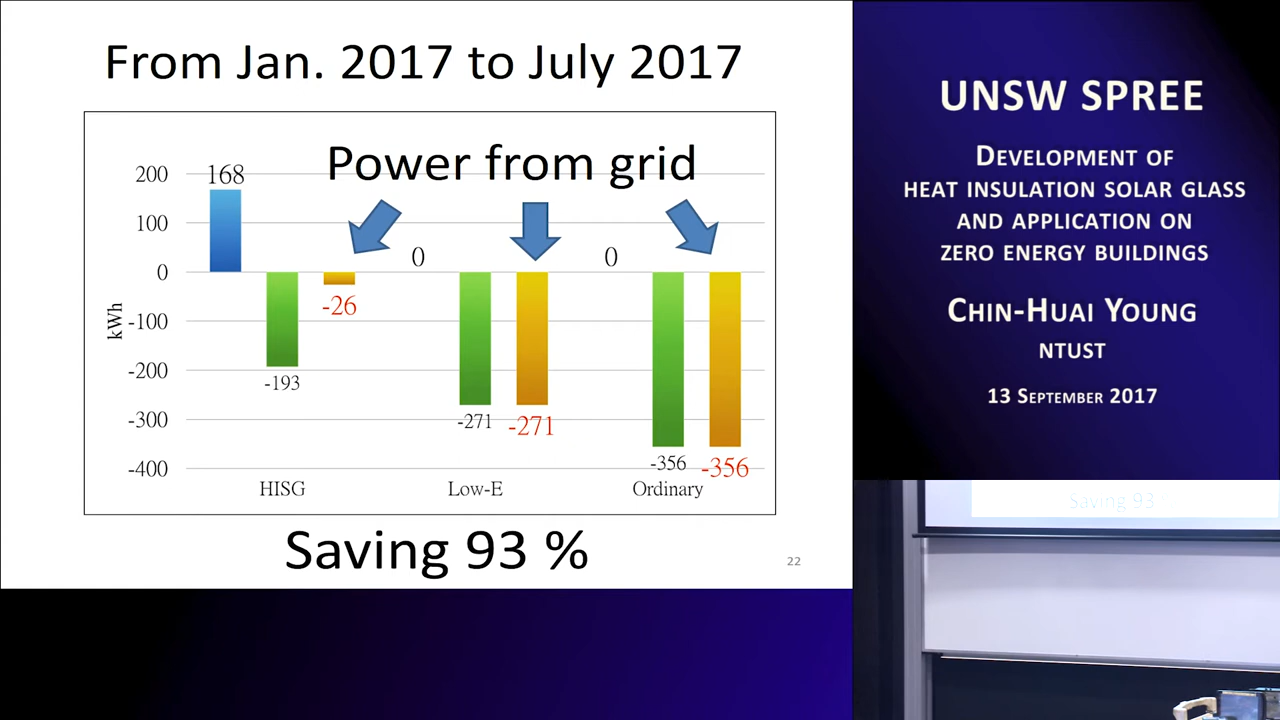 From Jan. 2017 to July 2017
Power from grid
200
100
0
-100
-200
-300
-400
kWh
168
-193
-26
0
-271
-271
0
-356
-356
HISG
Low-E
Ordinary
Saving 93 %
22
UNSW SPREE
DEVELOPMENT OF
HEAT INSULATION SOLAR GLASS
AND APPLICATION ON
ZERO ENERGY BUILDINGS
CHIN-HUAI YOUNG
NTUST
13 SEPTEMBER 2017
Saving 93